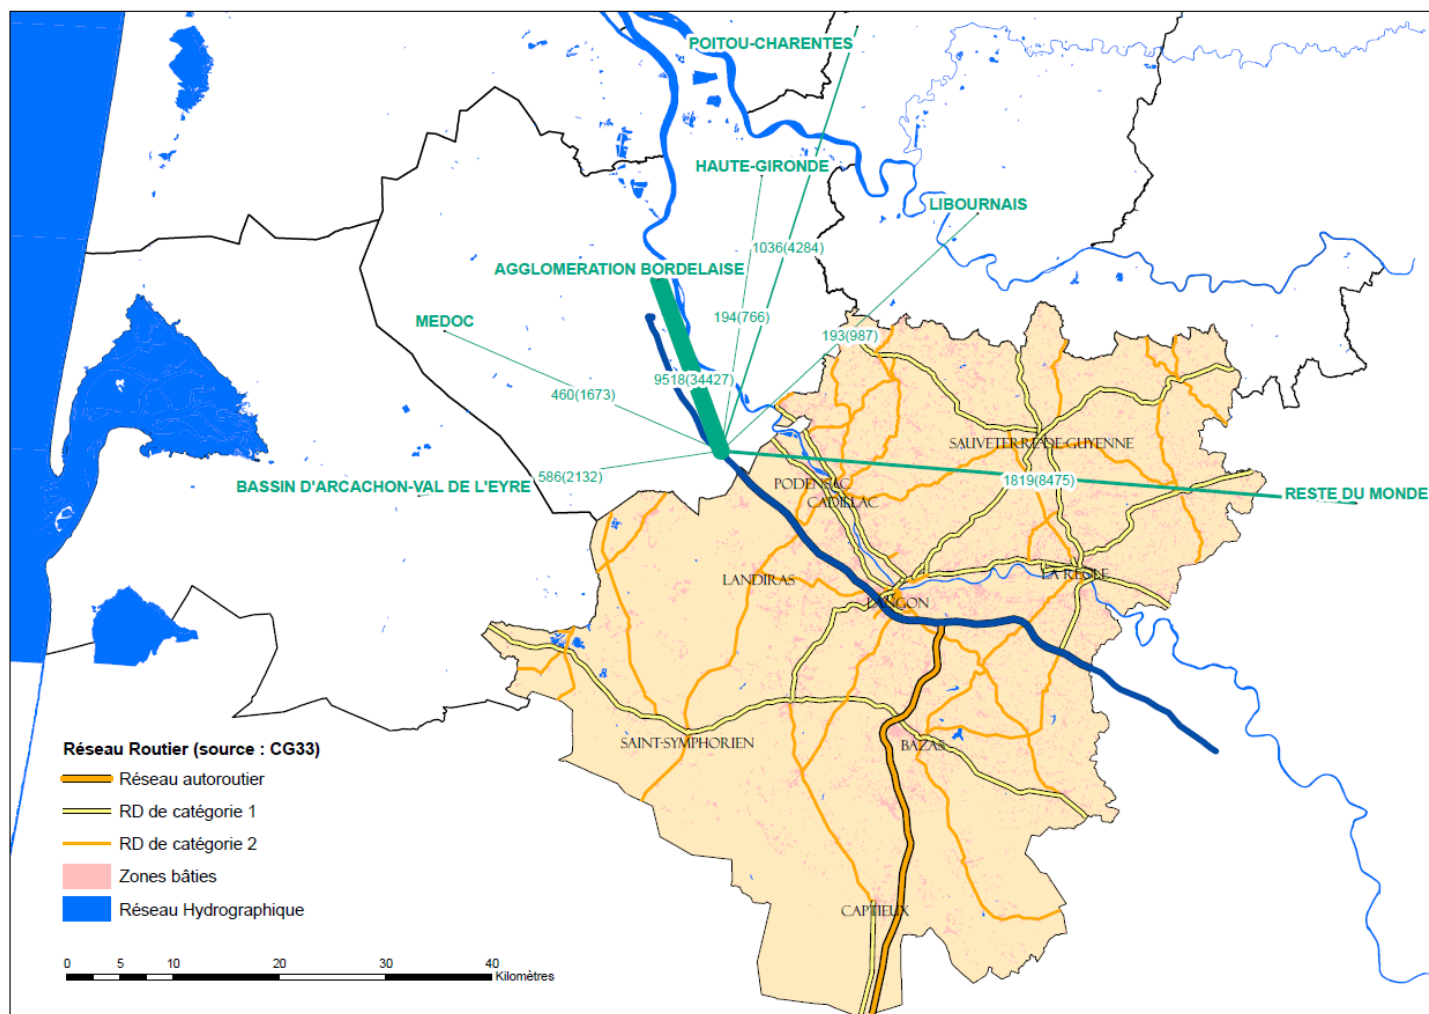 POITOU-CHARENTES
HAUTE-GIRONDE
LIBOURNAIS
1036(4284)
AGGLOMERATION BORDELAISE
MEDOC
194(766)
193(987)
9518(34427)
460(1673)
SAUVETERRE-DE-GUYENNE
586(2132)
BASSIN D'ARCACHON-VAL DE L'EYRE
PODENSAC
1819(8475)
RESTE DU MONDE
CADILLAC
LANDIRAS
LA REOLE
LANGON
SAINT-SYMPHORIEN
BAZAS
CAPTIEUX
Réseau Routier (source : CG33)
Réseau autoroutier
RD de catégorie 1
RD de catégorie 2
Zones bâties
Réseau Hydrographique
0 5 10 20 30 40
Kilomètres